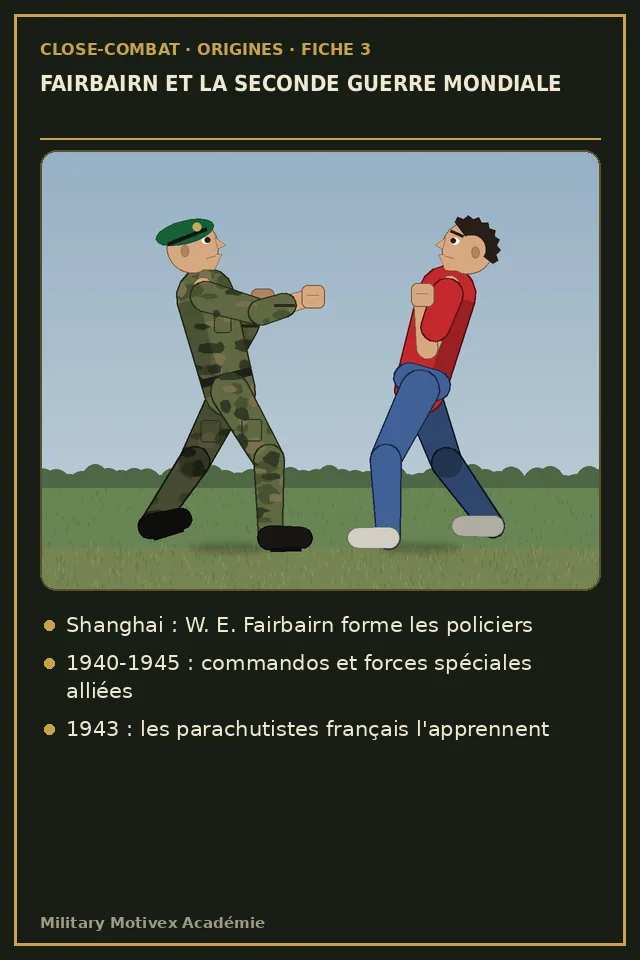 CLOSE-COMBAT · ORIGINES · FICHE 3
FAIRBAIRN ET LA SECONDE GUERRE MONDIALE
Shanghai : W. E. Fairbairn forme les policiers
1940-1945 : commandos et forces spéciales
alliées
1943 : les parachutistes français l'apprennent
Military Motivex Académie